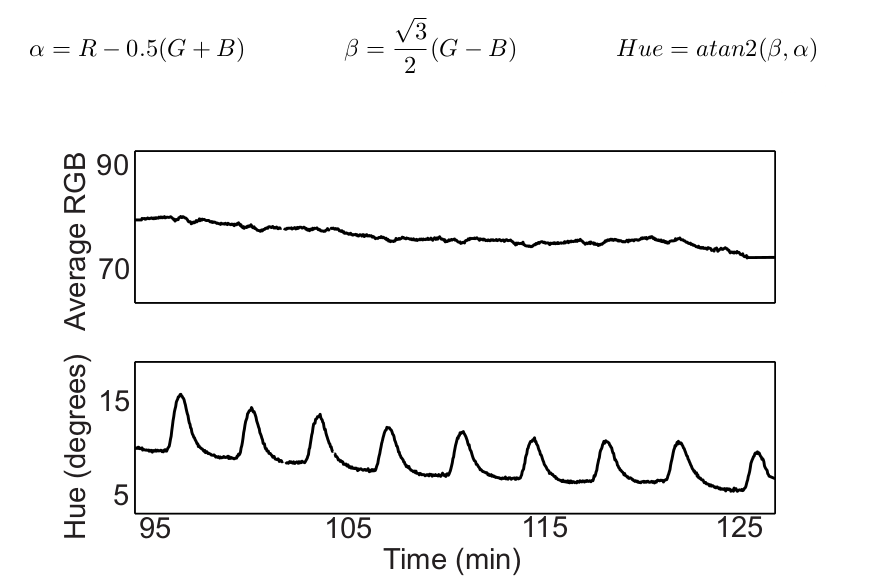 α = R − 0.5(G + B) β = √3/2 (G − B) Hue = atan2(β, α)
Average RGB
90
70
Hue (degrees)
15
5
95 105 115 125
Time (min)